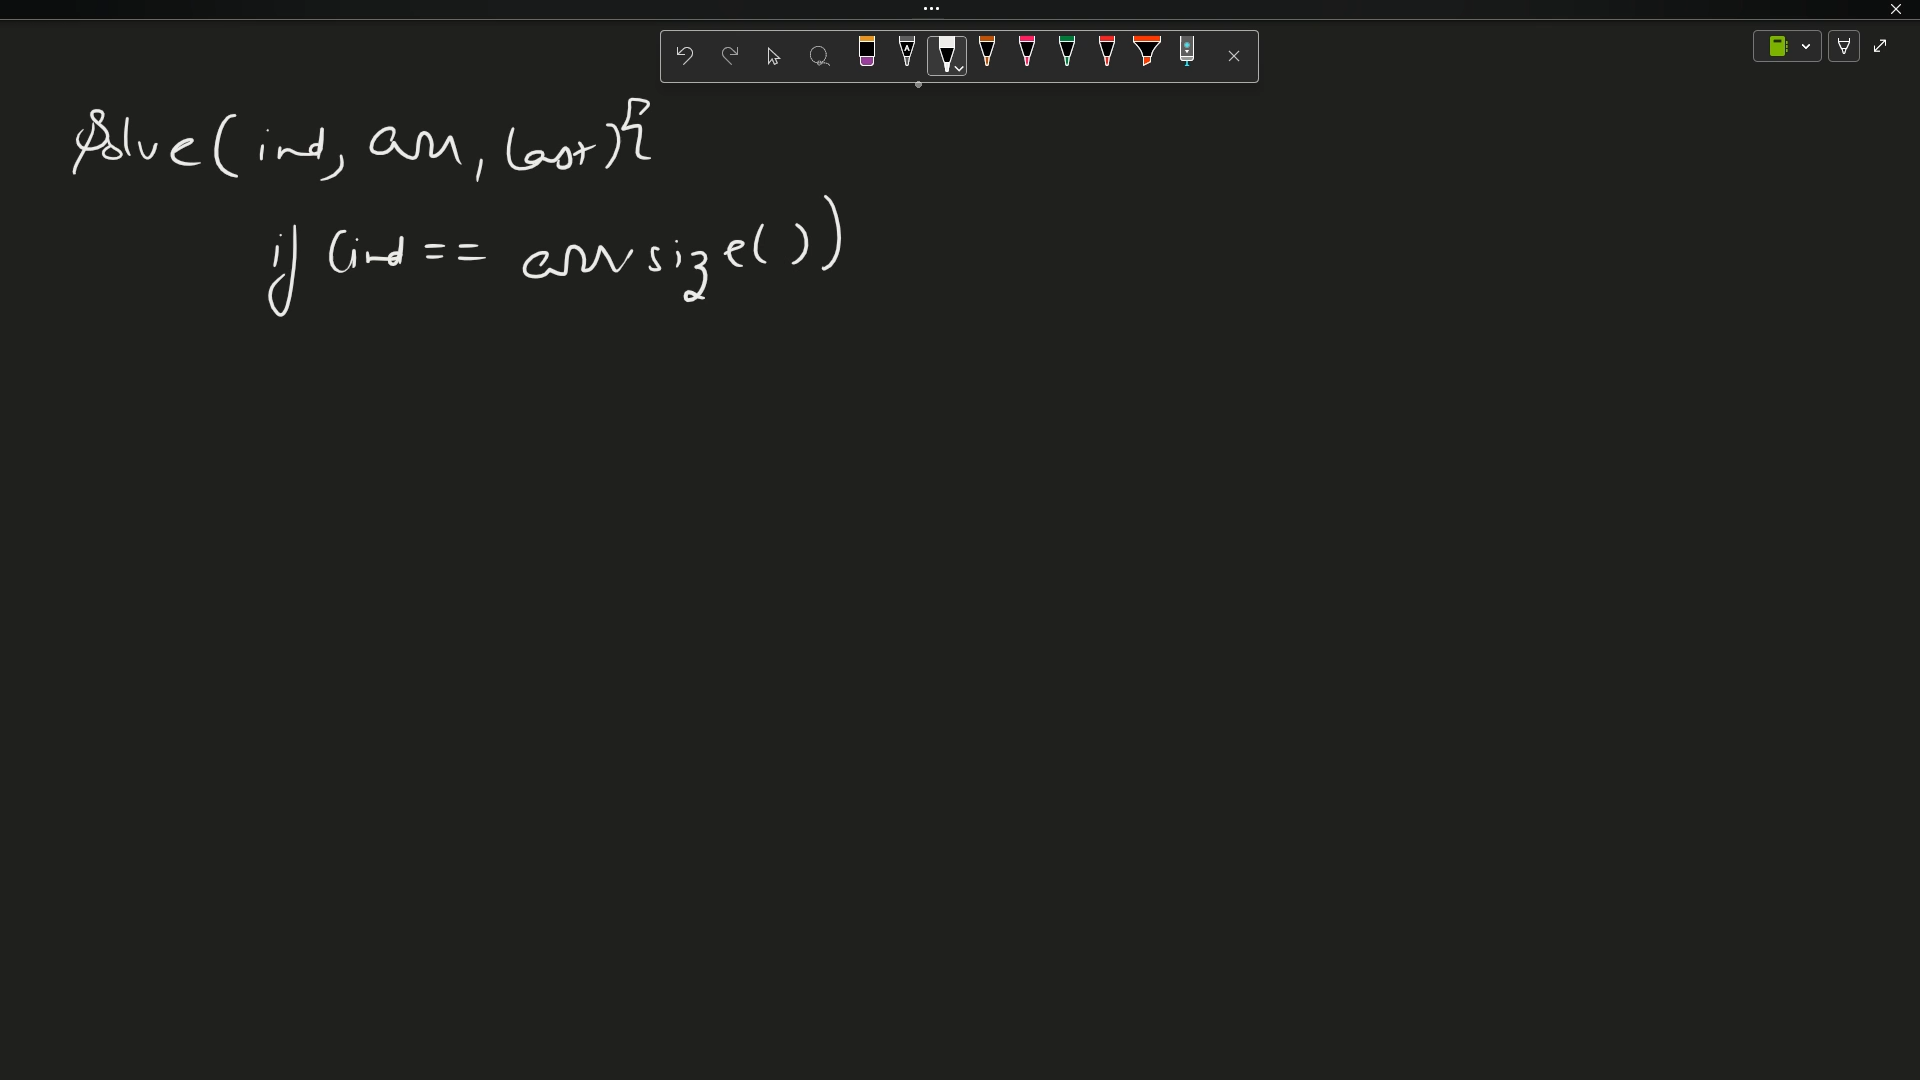 solve(ind, arr, last){
if (ind == arr size())